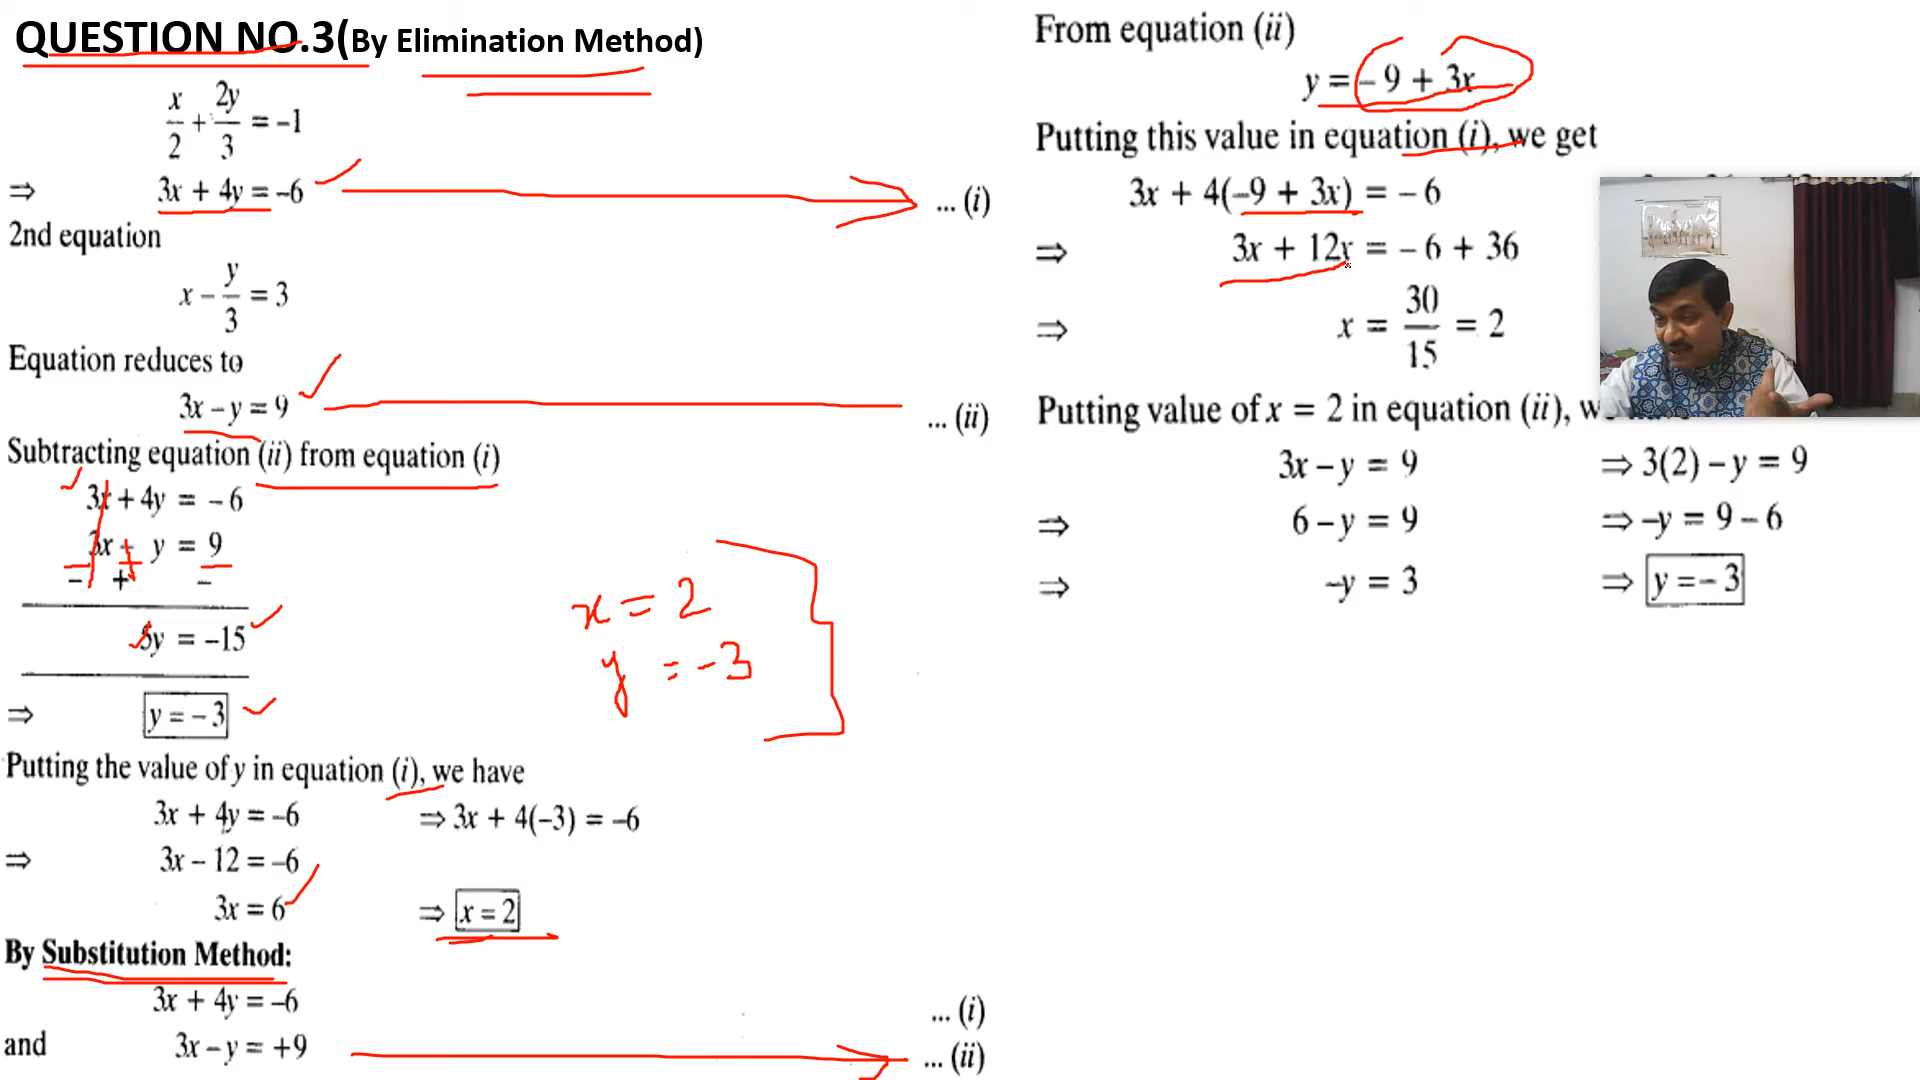 QUESTION NO.3(By Elimination Method)
x/2 + 2y/3 = -1
⇒ 3x + 4y = -6 ... (i)
2nd equation
x - y/3 = 3
Equation reduces to
3x - y = 9 ... (ii)
Subtracting equation (ii) from equation (i)
3x + 4y = - 6
3x - y = 9
- + -
5y = -15
⇒ y = - 3
Putting the value of y in equation (i), we have
3x + 4y = -6 ⇒ 3x + 4(-3) = -6
⇒ 3x - 12 = -6
3x = 6 ⇒ x = 2
By Substitution Method:
3x + 4y = -6 ... (i)
and 3x - y = +9 ... (ii)
x = 2
y = -3
From equation (ii)
y = - 9 + 3x
Putting this value in equation (i), we get
3x + 4(-9 + 3x) = - 6
⇒ 3x + 12x = - 6 + 36
⇒ x = 30/15 = 2
Putting value of x = 2 in equation (ii),
3x - y = 9 ⇒ 3(2) - y = 9
⇒ 6 - y = 9 ⇒ -y = 9 - 6
⇒ -y = 3 ⇒ y = - 3